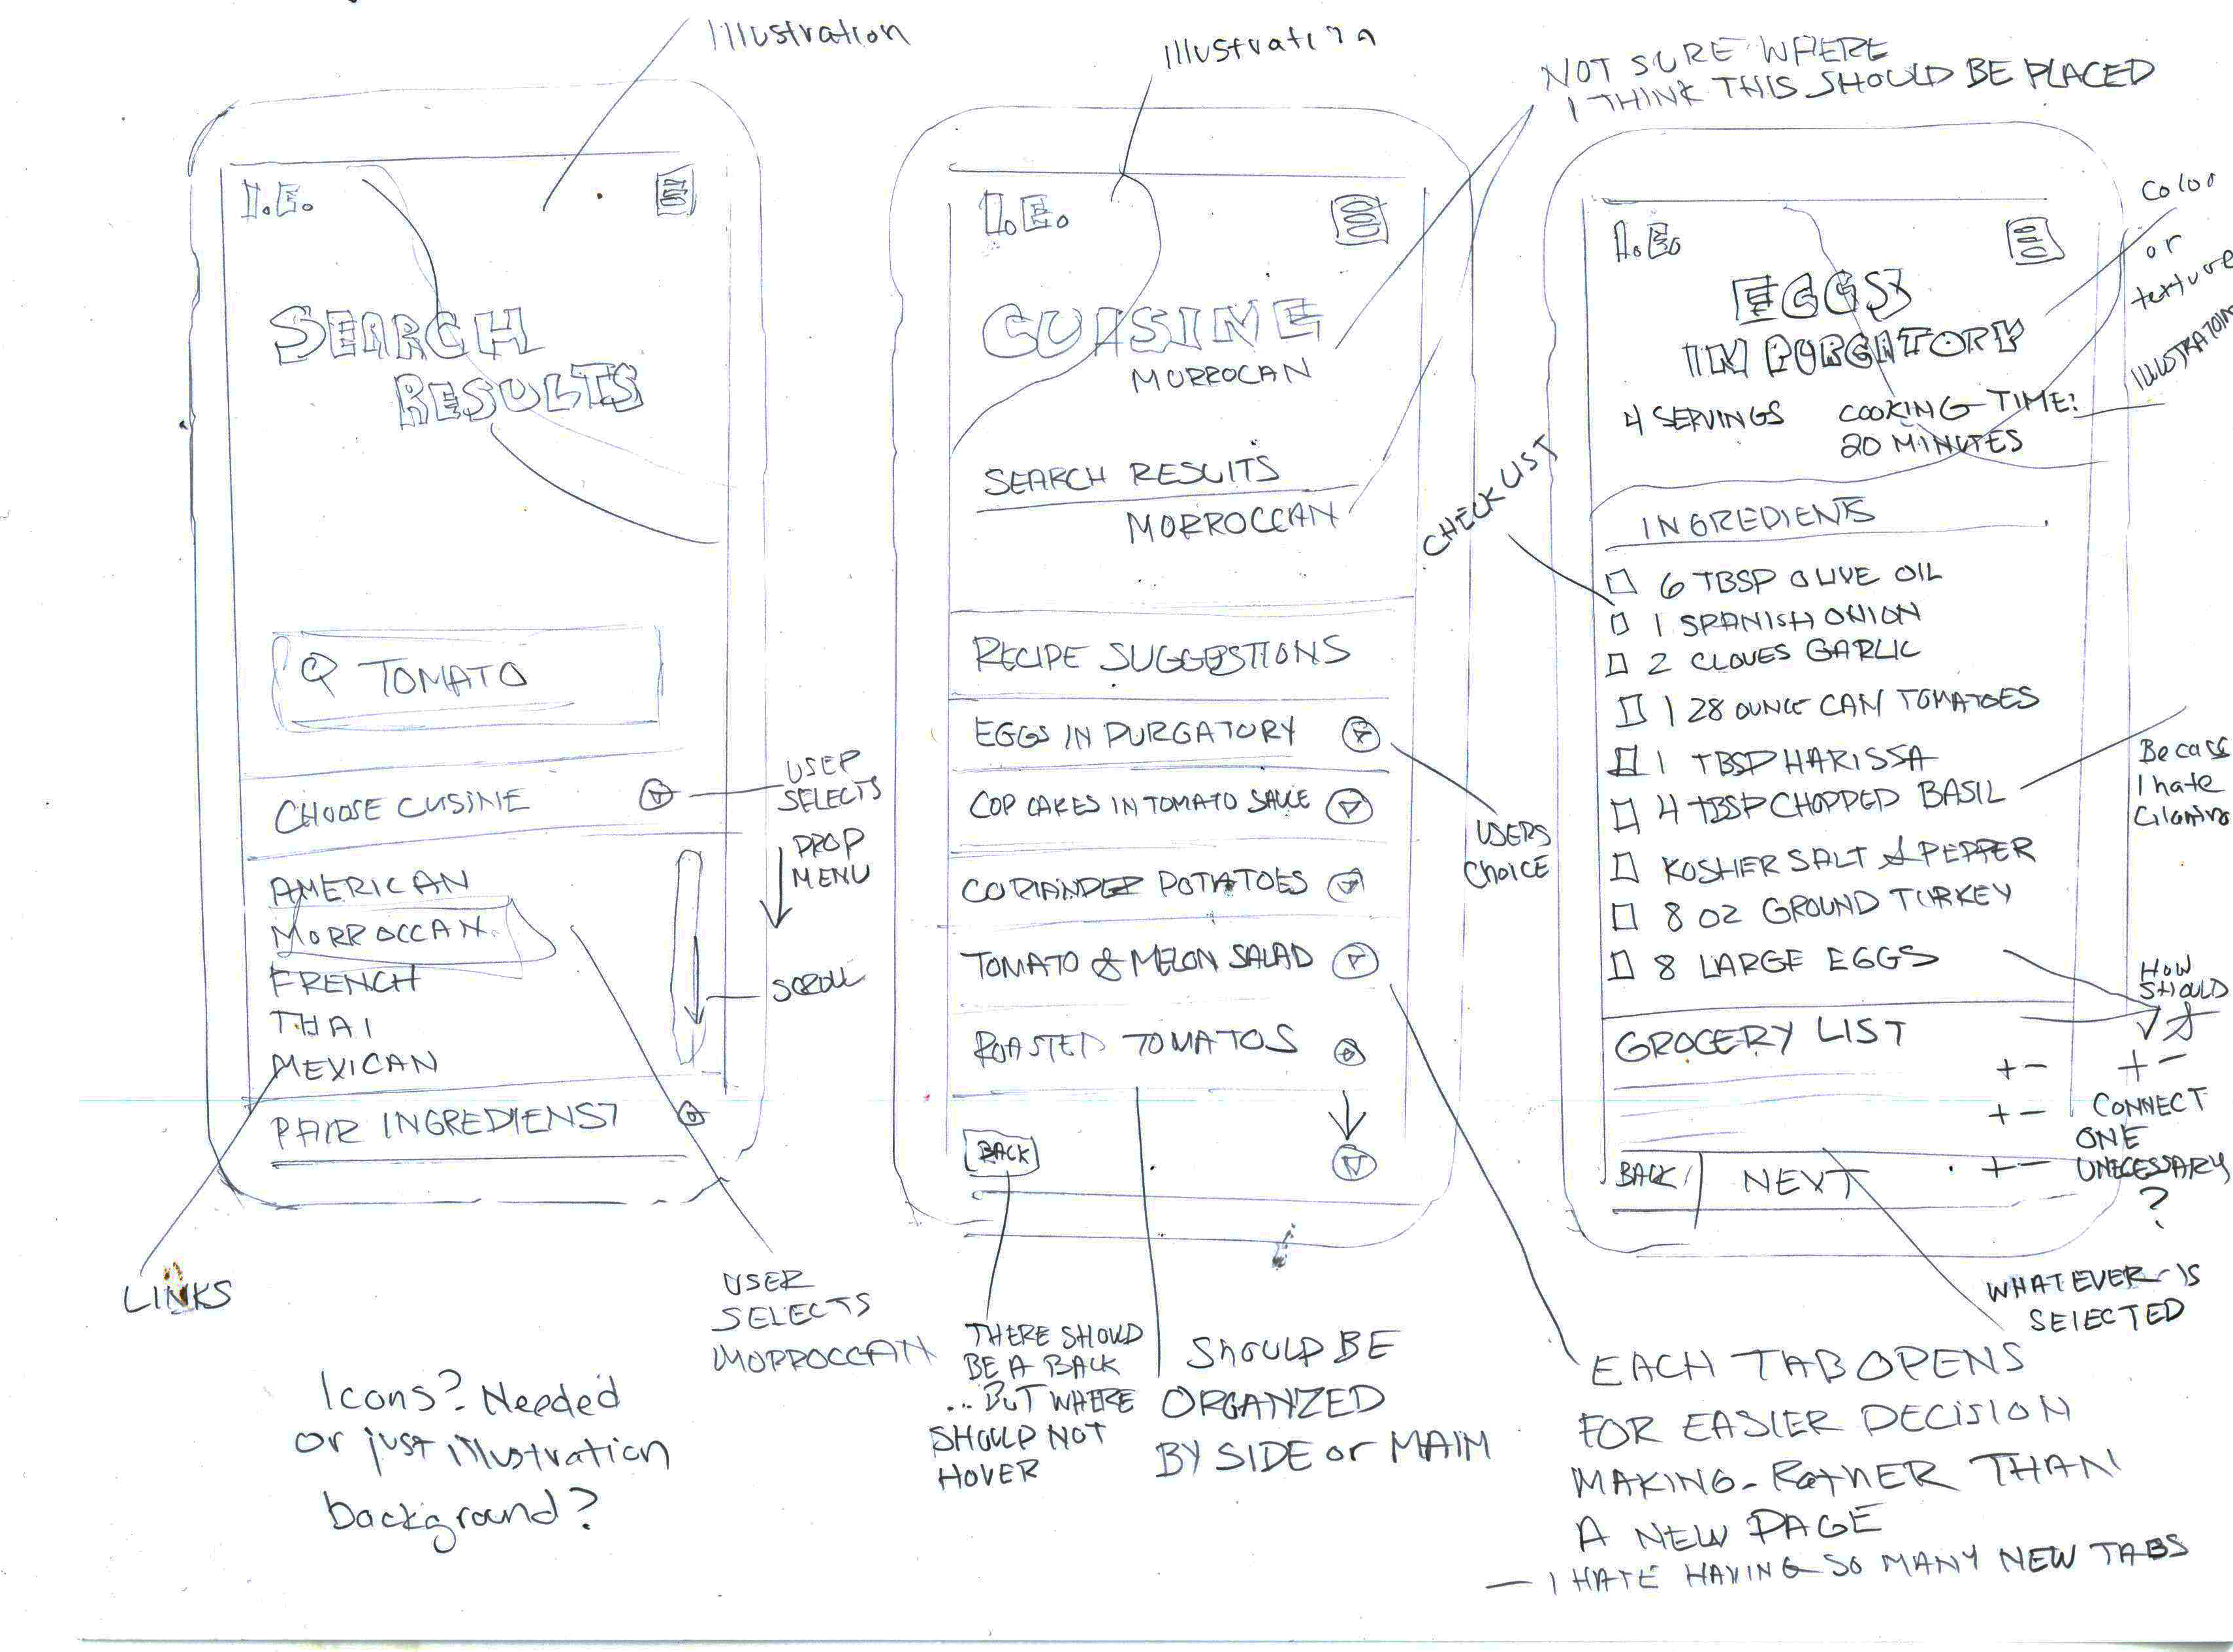 Illustration
I.E.
SEARCH
RESULTS
TOMATO
CHOOSE CUSINE
USER
SELECTS
DROP
MENU
AMERICAN
MORROCCAN
FRENCH
THAI
MEXICAN
SCROLL
PAIR INGREDIENST
LINKS
USER
SELECTS
MORROCCAN
Icons? Needed
or just illustration
background?
Illustration
NOT SURE WHERE
I THINK THIS SHOULD BE PLACED
I.E.
CUISINE
MORROCAN
SEARCH RESULTS
MORROCCAN
RECIPE SUGGESTIONS
EGGS IN PURGATORY
COP CAKES IN TOMATO SAUCE
CORIANDER POTATOES
TOMATO & MELON SALAD
ROASTED TOMATOS
BACK
USERS
CHOICE
THERE SHOULD
BE A BACK
... BUT WHERE
SHOULD NOT
HOVER
SHOULD BE
ORGANIZED
BY SIDE or MAIN
I.E.
EGGS
IN PURGATORY
4 SERVINGS
COOKING TIME:
20 MINUTES
Color
or
texture
CHECK LIST
INGREDIENTS
6 TBSP OLIVE OIL
1 SPANISH ONION
2 CLOVES GARLIC
1 28 OUNCE CAN TOMATOES
1 TBSP HARISSA
4 TBSP CHOPPED BASIL
KOSHER SALT & PEPPER
8 OZ GROUND TURKEY
8 LARGE EGGS
I hate
Cilantro
GROCERY LIST
+ -
+ -
+ -
BACK
NEXT
HOW
SHOULD
+ -
CONNECT
ONE
UNECESSARY
?
WHATEVER IS
SELECTED
EACH TAB OPENS
FOR EASIER DECISION
MAKING - RATHER THAN
A NEW PAGE
— I HATE HAVING SO MANY NEW TABS